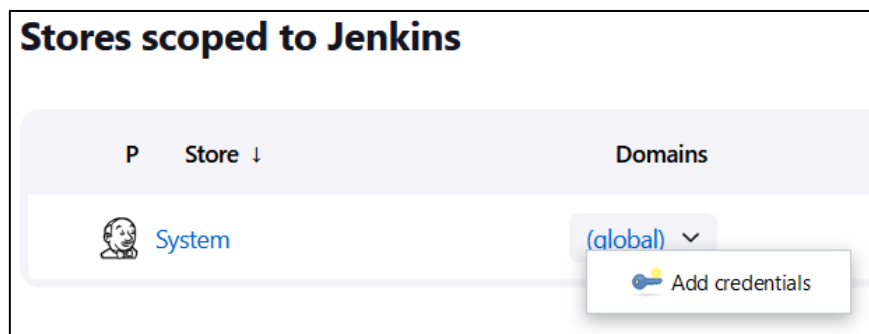 Stores scoped to Jenkins
P Store ↓ Domains
System (global)
Add credentials